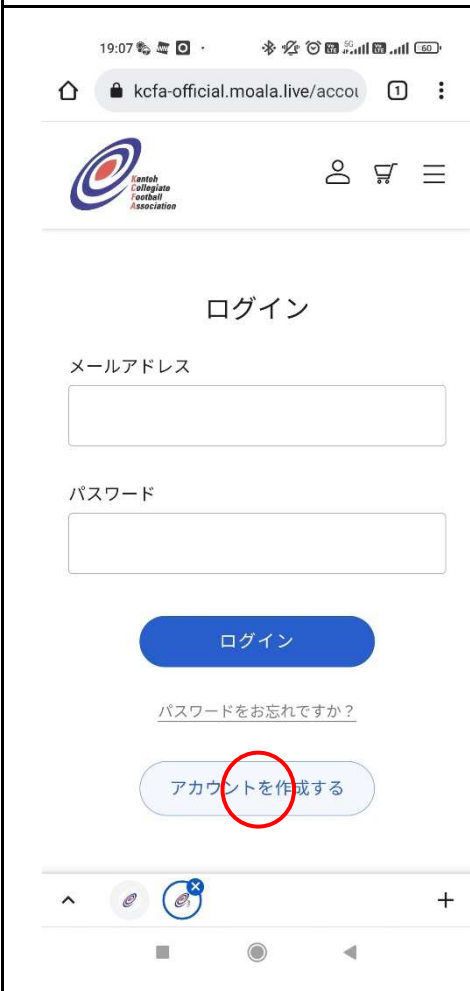 19:07
60
kcfa-official.moala.live/accou
1
Kantoh
Collegiate
Football
Association
ログイン
メールアドレス
パスワード
ログイン
パスワードをお忘れですか？
アカウントを作成する